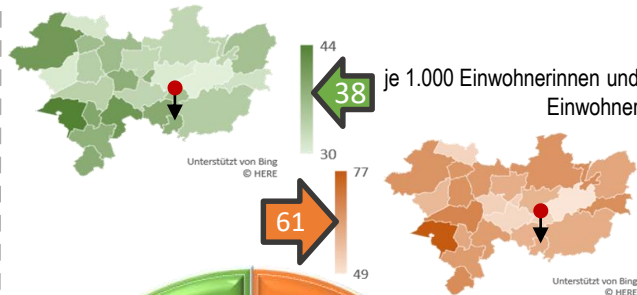 44
38
je 1.000 Einwohnerinnen und
Einwohner
30
Unterstützt von Bing
© HERE
77
61
49
Unterstützt von Bing
© HERE